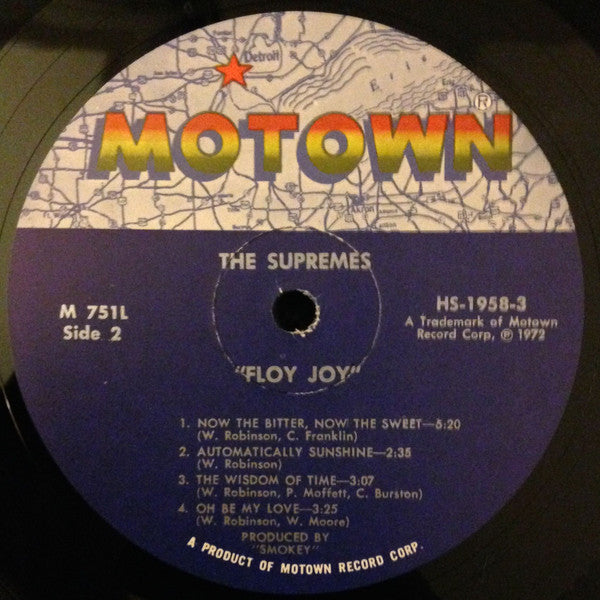 Detroit
Erie
MOTOWN®
Akron
THE SUPREMES
M 751L
Side 2
HS-1958-3
A Trademark of Motown
Record Corp, ℗ 1972
"FLOY JOY"
1. NOW THE BITTER, NOW THE SWEET—5:20
(W. Robinson, C. Franklin)
2. AUTOMATICALLY SUNSHINE—2:35
(W. Robinson)
3. THE WISDOM OF TIME—3:07
(W. Robinson, P. Moffett, C. Burston)
4. OH BE MY LOVE—3:25
(W. Robinson, W. Moore)
PRODUCED BY
"SMOKEY"
A PRODUCT OF MOTOWN RECORD CORP.